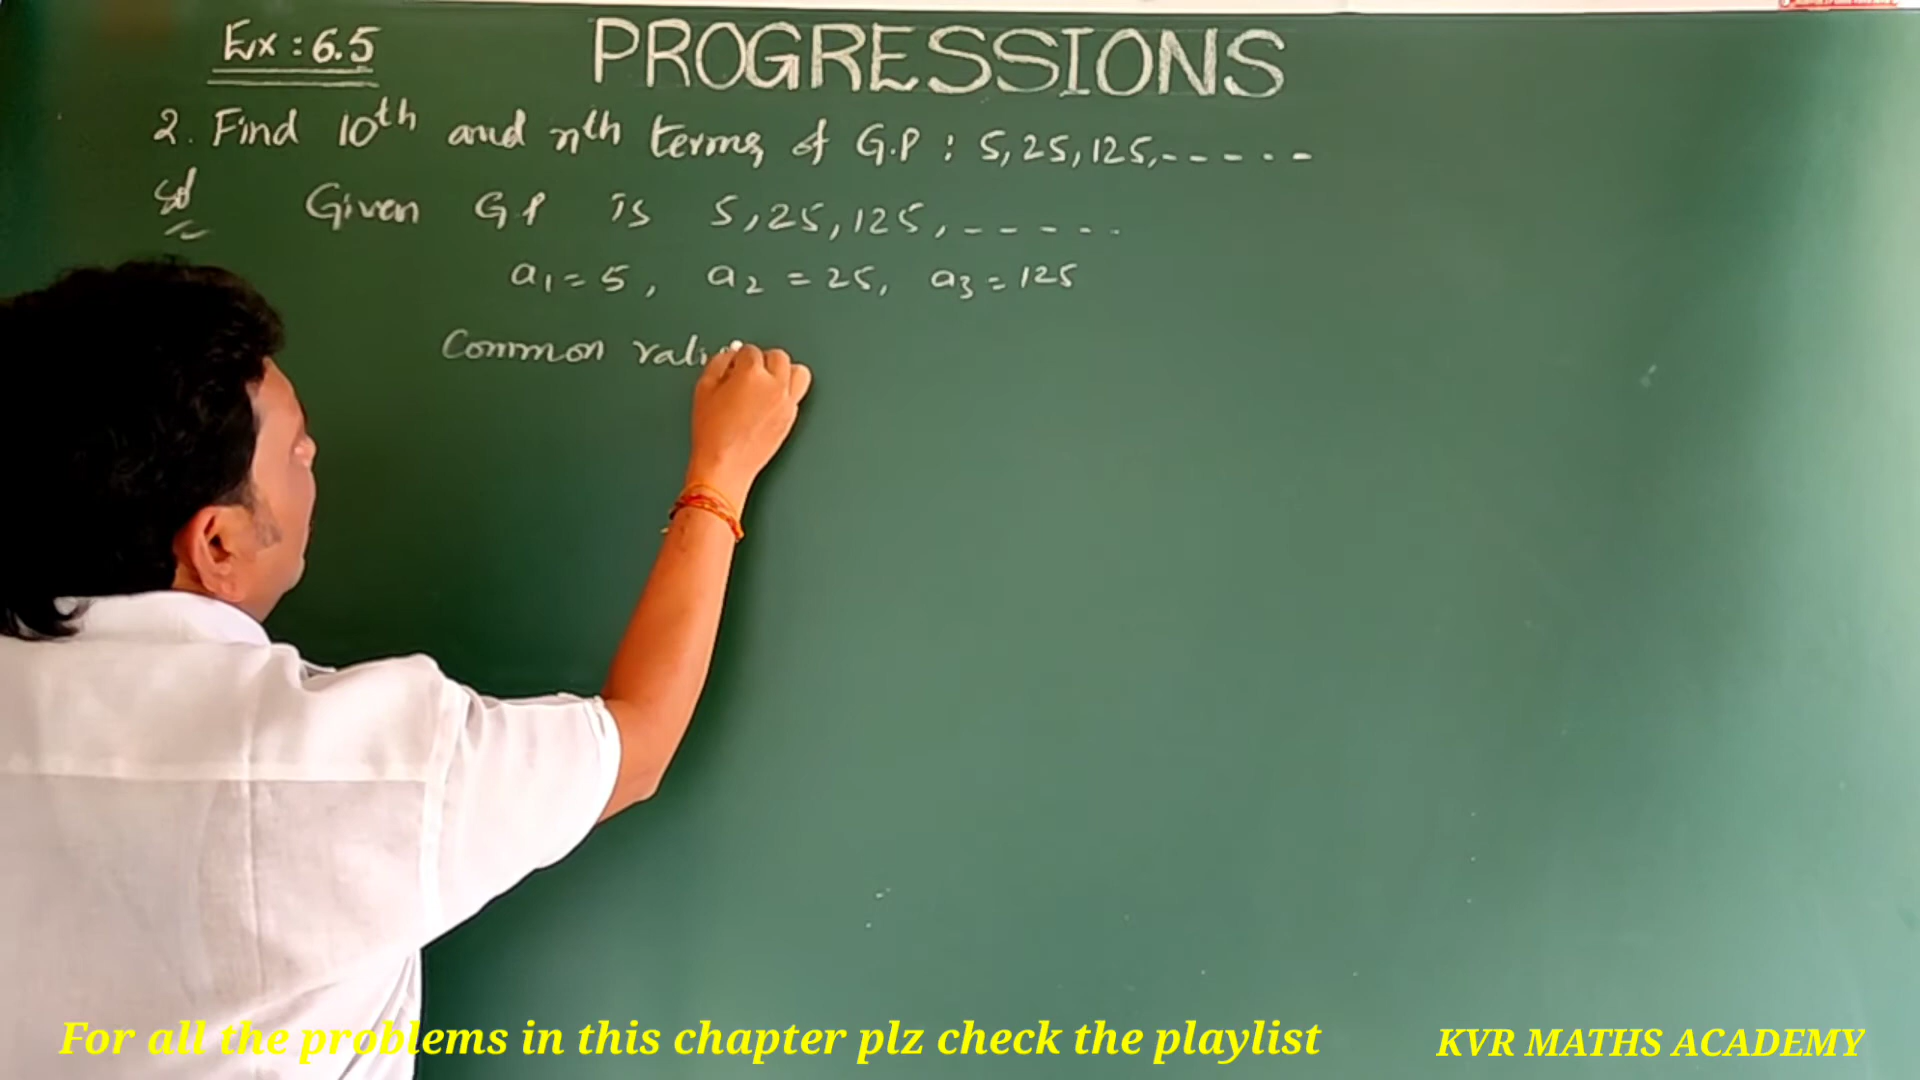 Ex : 6.5
PROGRESSIONS
2. Find 10th and nth terms of G.P : 5, 25, 125, - - - - -
Sol Given GP is 5, 25, 125, - - - - -
a1 = 5, a2 = 25, a3 = 125
Common ratio
For all the problems in this chapter plz check the playlist
KVR MATHS ACADEMY